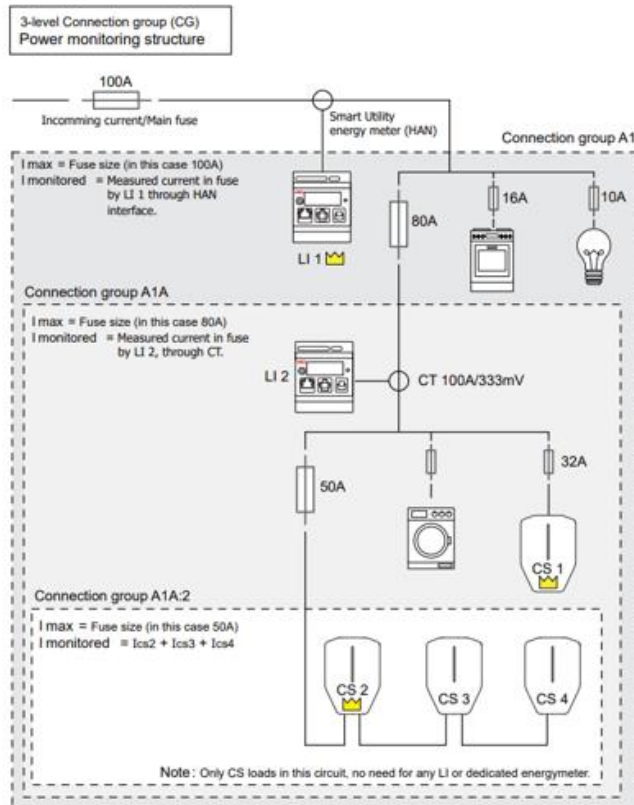 3-level Connection group (CG)
Power monitoring structure
100A
Incomming current/Main fuse
Smart Utility
energy meter (HAN)
Connection group A1
I max = Fuse size (in this case 100A)
I monitored = Measured current in fuse
by LI 1 through HAN
interface.
LI 1
80A
16A
10A
Connection group A1A
I max = Fuse size (in this case 80A)
I monitored = Measured current in fuse
by LI 2, through CT.
LI 2
CT 100A/333mV
50A
32A
CS 1
Connection group A1A:2
I max = Fuse size (in this case 50A)
I monitored = Ics2 + Ics3 + Ics4
CS 2
CS 3
CS 4
Note : Only CS loads in this circuit, no need for any LI or dedicated energymeter.